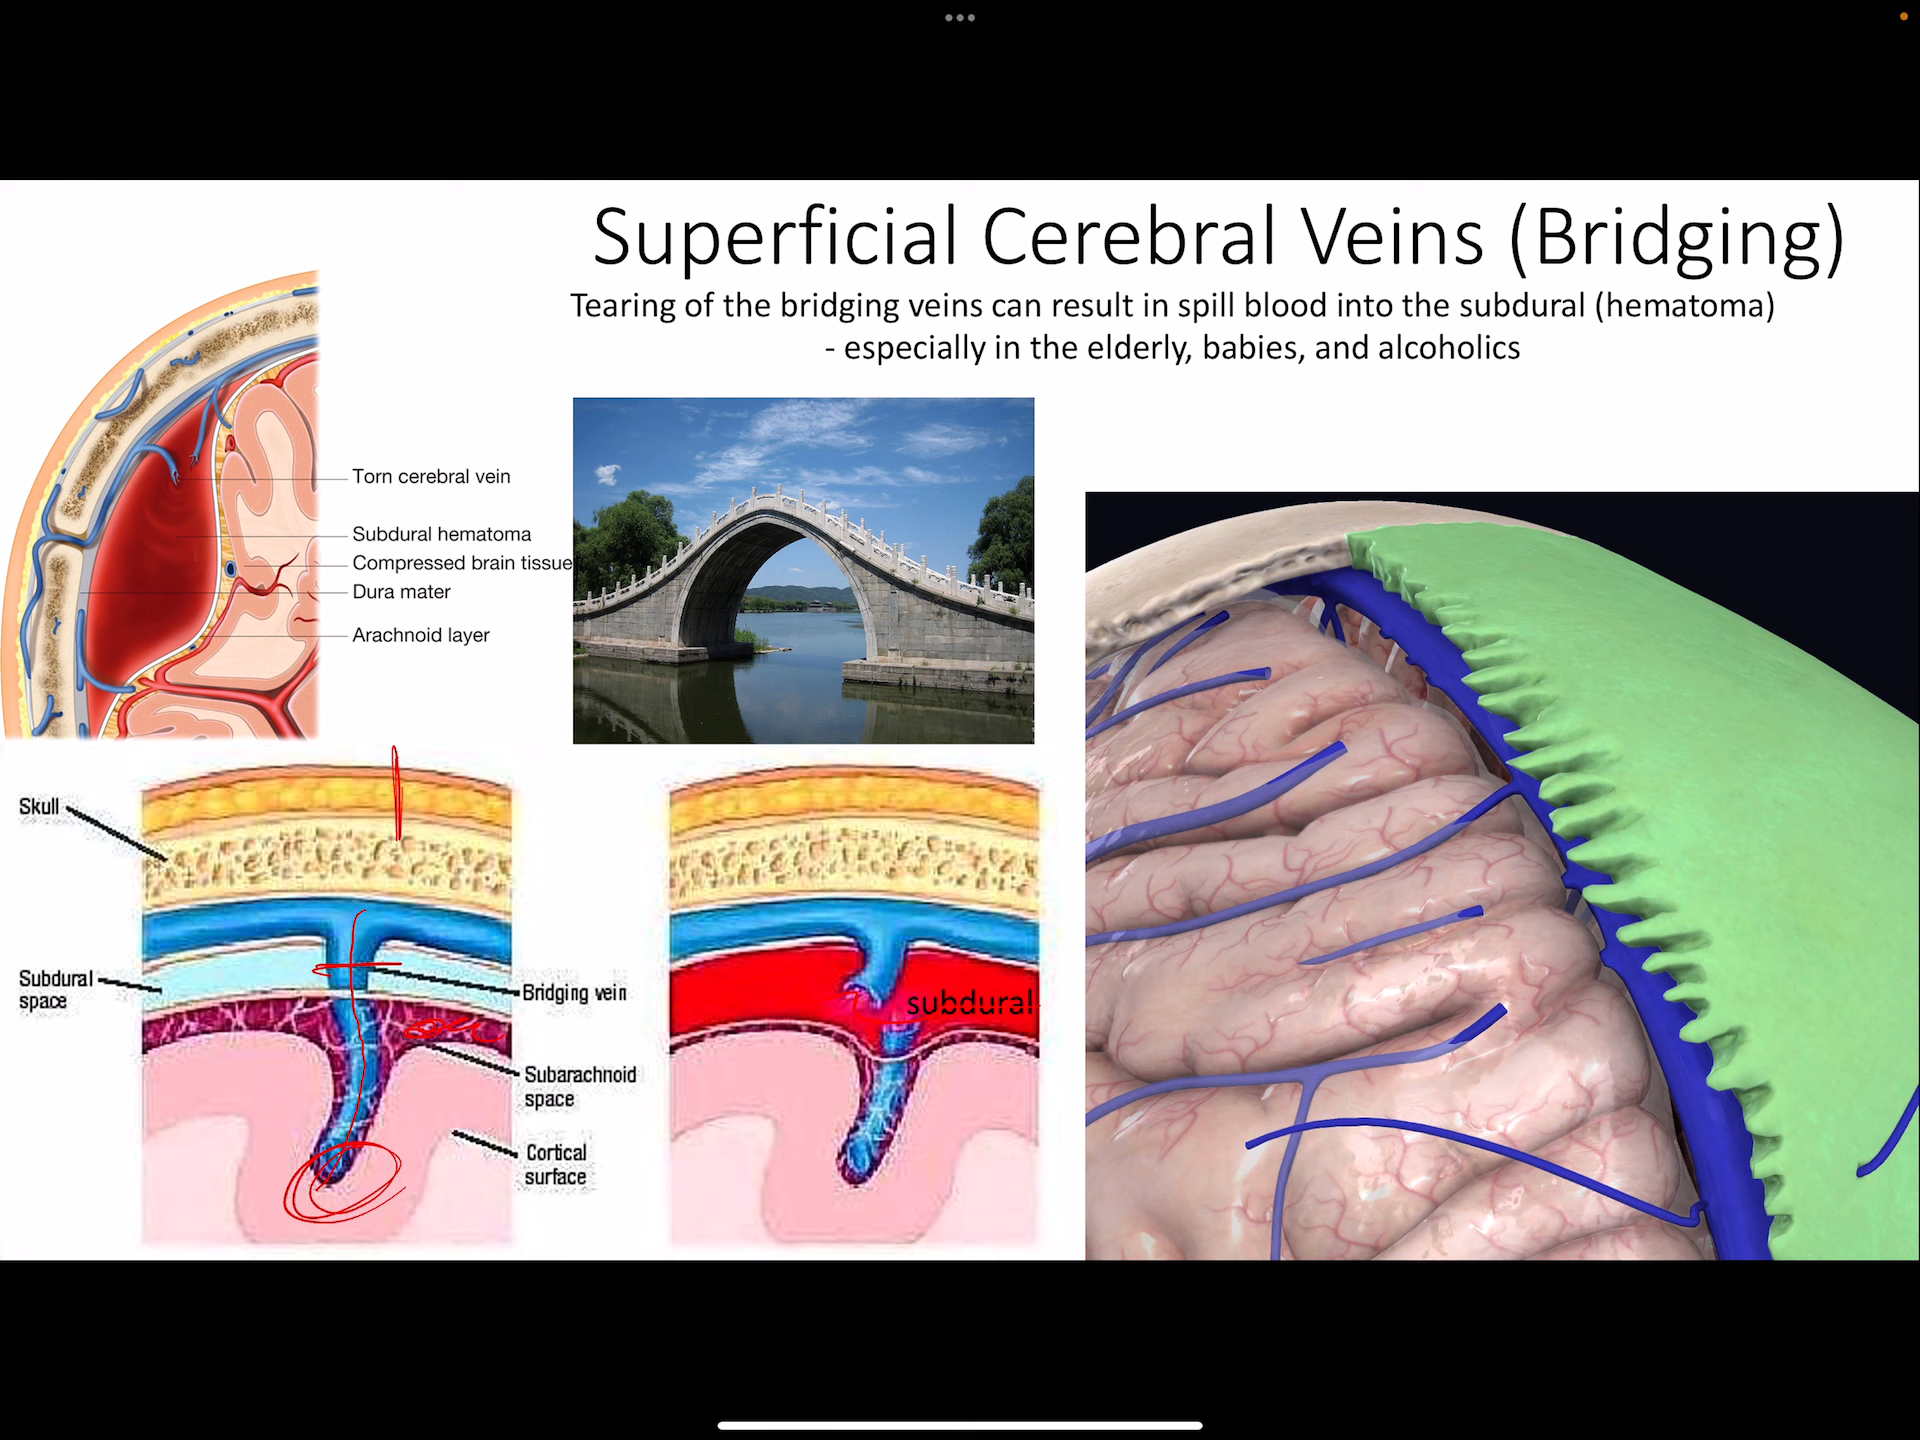 Superficial Cerebral Veins (Bridging)
Tearing of the bridging veins can result in spill blood into the subdural (hematoma)
- especially in the elderly, babies, and alcoholics
Torn cerebral vein
Subdural hematoma
Compressed brain tissue
Dura mater
Arachnoid layer
Skull
Subdural
space
Bridging vein
Subarachnoid
space
Cortical
surface
subdural